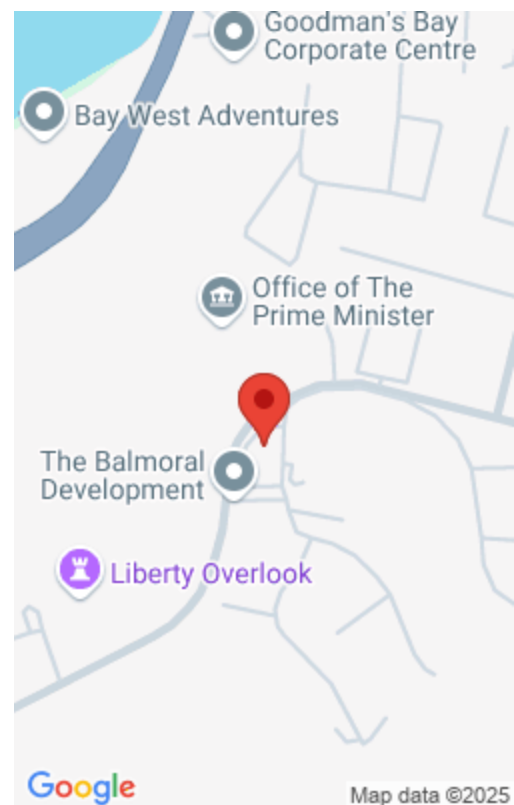 Goodman's Bay
Corporate Centre
Bay West Adventures
Office of The
Prime Minister
The Balmoral
Development
Liberty Overlook
Google
Map data ©2025